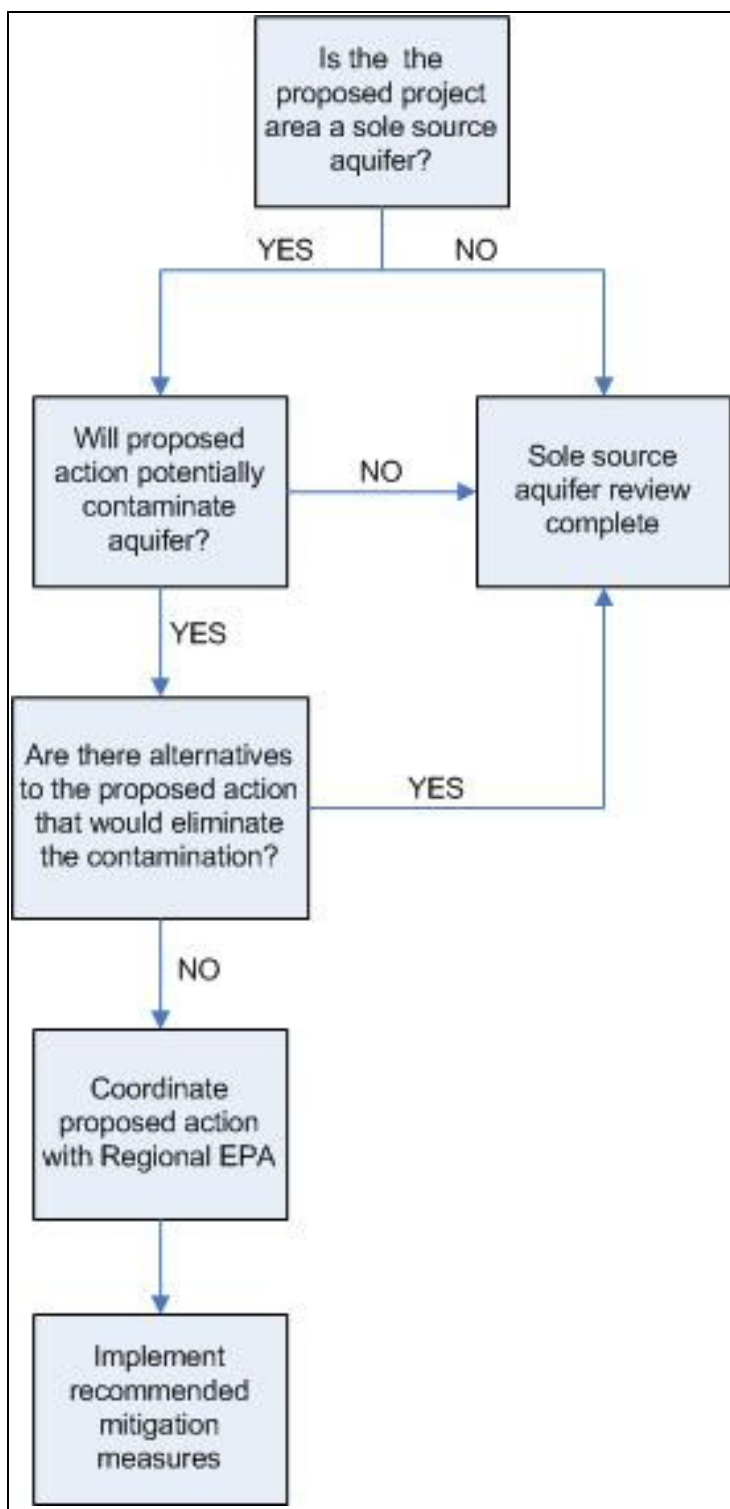 Is the the
proposed project
area a sole source
aquifer?
YES
NO
Will proposed
action potentially
contaminate
aquifer?
NO
Sole source
aquifer review
complete
YES
Are there alternatives
to the proposed action
that would eliminate
the contamination?
YES
NO
Coordinate
proposed action
with Regional EPA
Implement
recommended
mitigation
measures